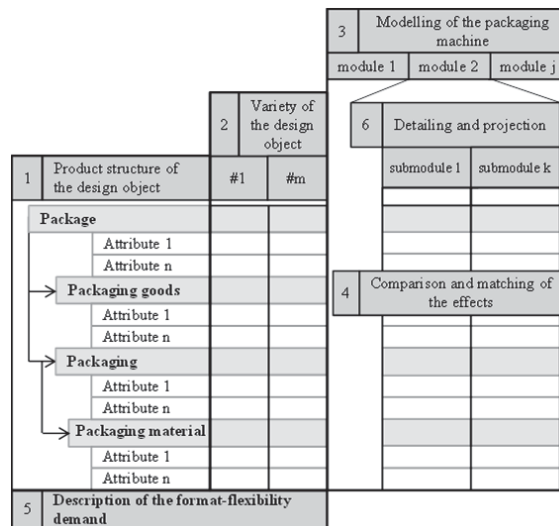 3 Modelling of the packaging
machine
module 1 module 2 module j
2 Variety of
the design
object
6 Detailing and projection
1 Product structure of
the design object
#1 #m
submodule 1 submodule k
Package
Attribute 1
Attribute n
Packaging goods
4 Comparison and matching of
the effects
Attribute 1
Attribute n
Packaging
Attribute 1
Attribute n
Packaging material
Attribute 1
Attribute n
5 Description of the format-flexibility
demand